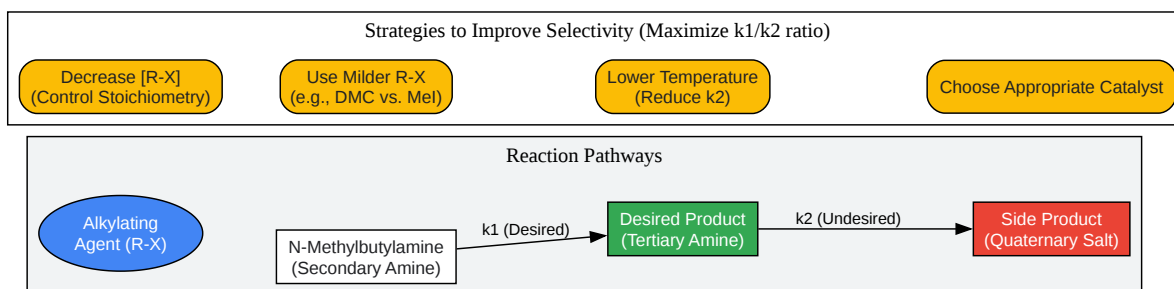 Strategies to Improve Selectivity (Maximize k1/k2 ratio)
Decrease [R-X]
(Control Stoichiometry)
Use Milder R-X
(e.g., DMC vs. MeI)
Lower Temperature
(Reduce k2)
Choose Appropriate Catalyst
Reaction Pathways
Alkylating
Agent (R-X)
N-Methylbutylamine
(Secondary Amine)
k1 (Desired)
Desired Product
(Tertiary Amine)
k2 (Undesired)
Side Product
(Quaternary Salt)